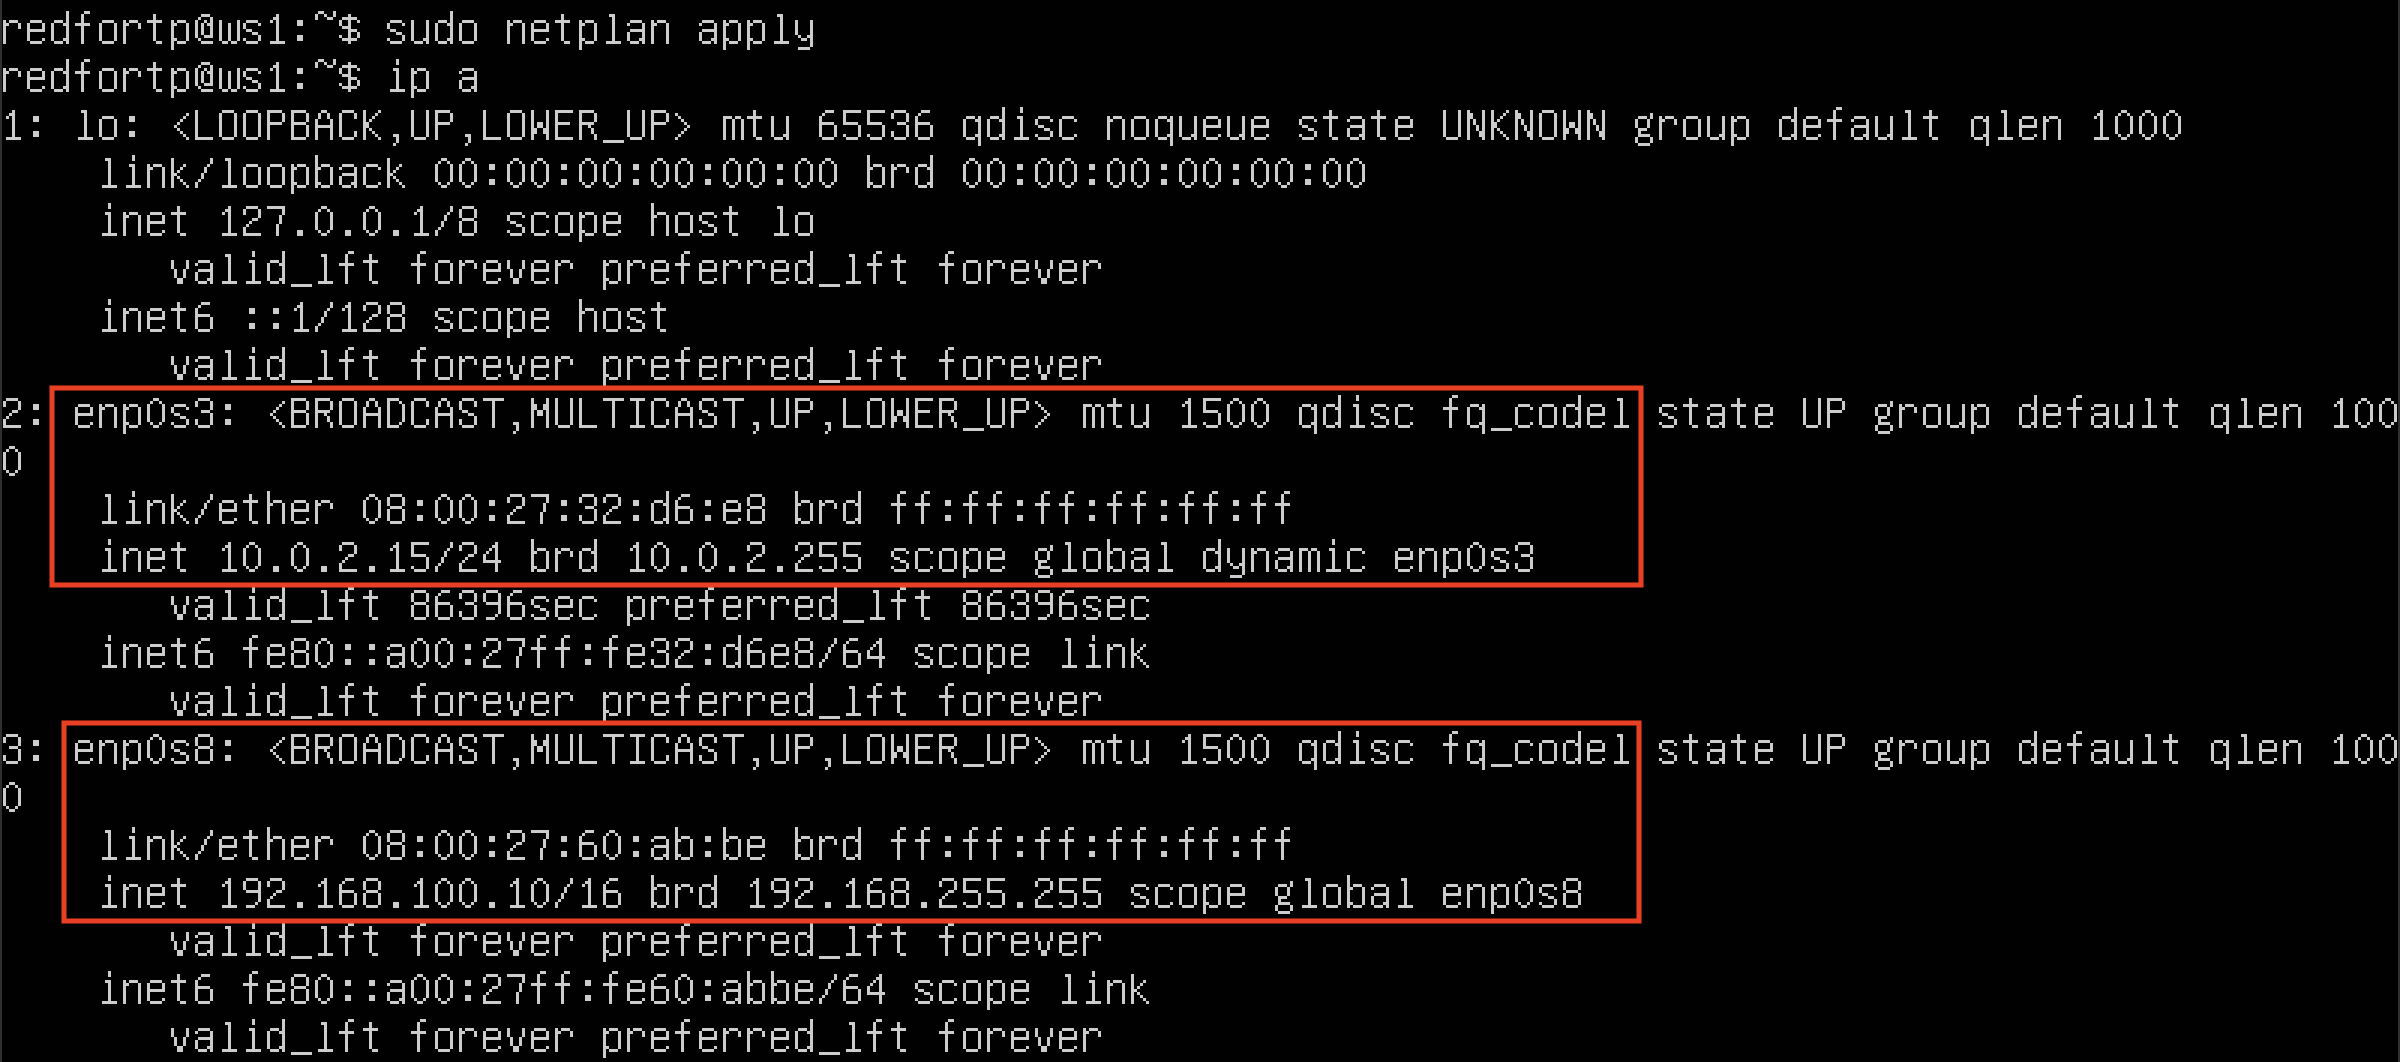 redfortp@ws1:~$ sudo netplan apply
redfortp@ws1:~$ ip a
1: lo: <LOOPBACK,UP,LOWER_UP> mtu 65536 qdisc noqueue state UNKNOWN group default qlen 1000
    link/loopback 00:00:00:00:00:00 brd 00:00:00:00:00:00
    inet 127.0.0.1/8 scope host lo
       valid_lft forever preferred_lft forever
    inet6 ::1/128 scope host
       valid_lft forever preferred_lft forever
2: enp0s3: <BROADCAST,MULTICAST,UP,LOWER_UP> mtu 1500 qdisc fq_codel state UP group default qlen 100
0
    link/ether 08:00:27:32:d6:e8 brd ff:ff:ff:ff:ff:ff
    inet 10.0.2.15/24 brd 10.0.2.255 scope global dynamic enp0s3
       valid_lft 86396sec preferred_lft 86396sec
    inet6 fe80::a00:27ff:fe32:d6e8/64 scope link
       valid_lft forever preferred_lft forever
3: enp0s8: <BROADCAST,MULTICAST,UP,LOWER_UP> mtu 1500 qdisc fq_codel state UP group default qlen 100
0
    link/ether 08:00:27:60:ab:be brd ff:ff:ff:ff:ff:ff
    inet 192.168.100.10/16 brd 192.168.255.255 scope global enp0s8
       valid_lft forever preferred_lft forever
    inet6 fe80::a00:27ff:fe60:abbe/64 scope link
       valid_lft forever preferred_lft forever